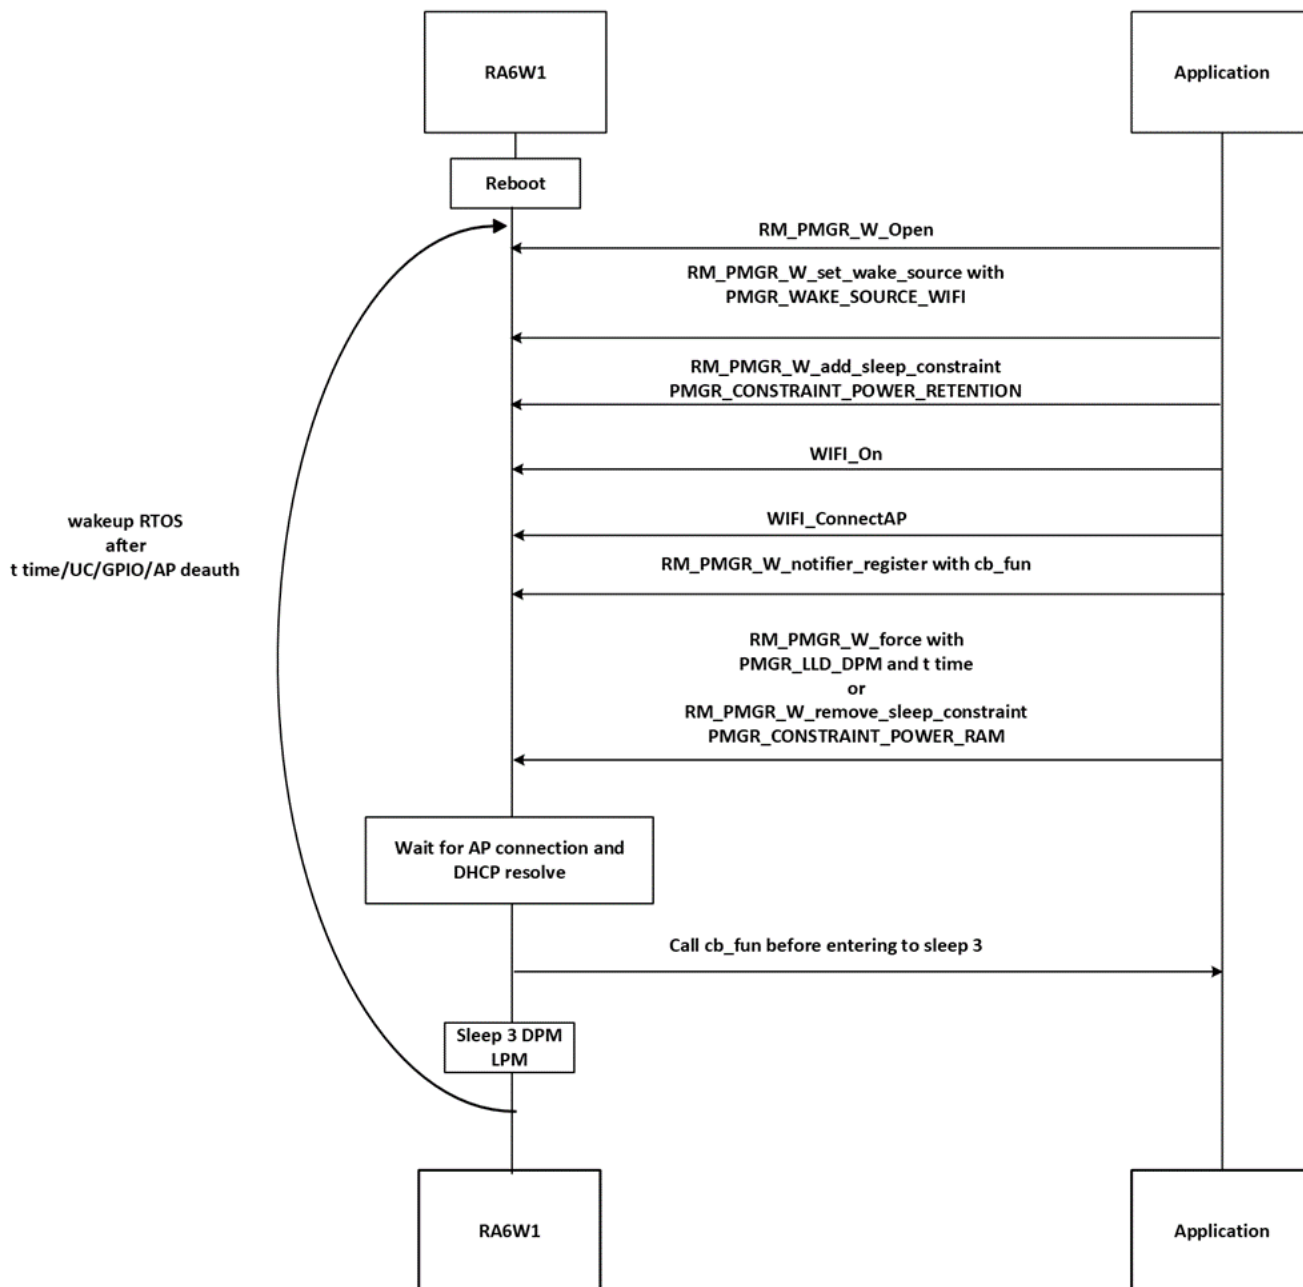 RA6W1
Application
Reboot
RM_PMGR_W_Open
RM_PMGR_W_set_wake_source with
PMGR_WAKE_SOURCE_WIFI
RM_PMGR_W_add_sleep_constraint
PMGR_CONSTRAINT_POWER_RETENTION
WIFI_On
WIFI_ConnectAP
wakeup RTOS
after
t time/UC/GPIO/AP deauth
RM_PMGR_W_notifier_register with cb_fun
RM_PMGR_W_force with
PMGR_LLD_DPM and t time
or
RM_PMGR_W_remove_sleep_constraint
PMGR_CONSTRAINT_POWER_RAM
Wait for AP connection and
DHCP resolve
Call cb_fun before entering to sleep 3
Sleep 3 DPM
LPM
RA6W1
Application